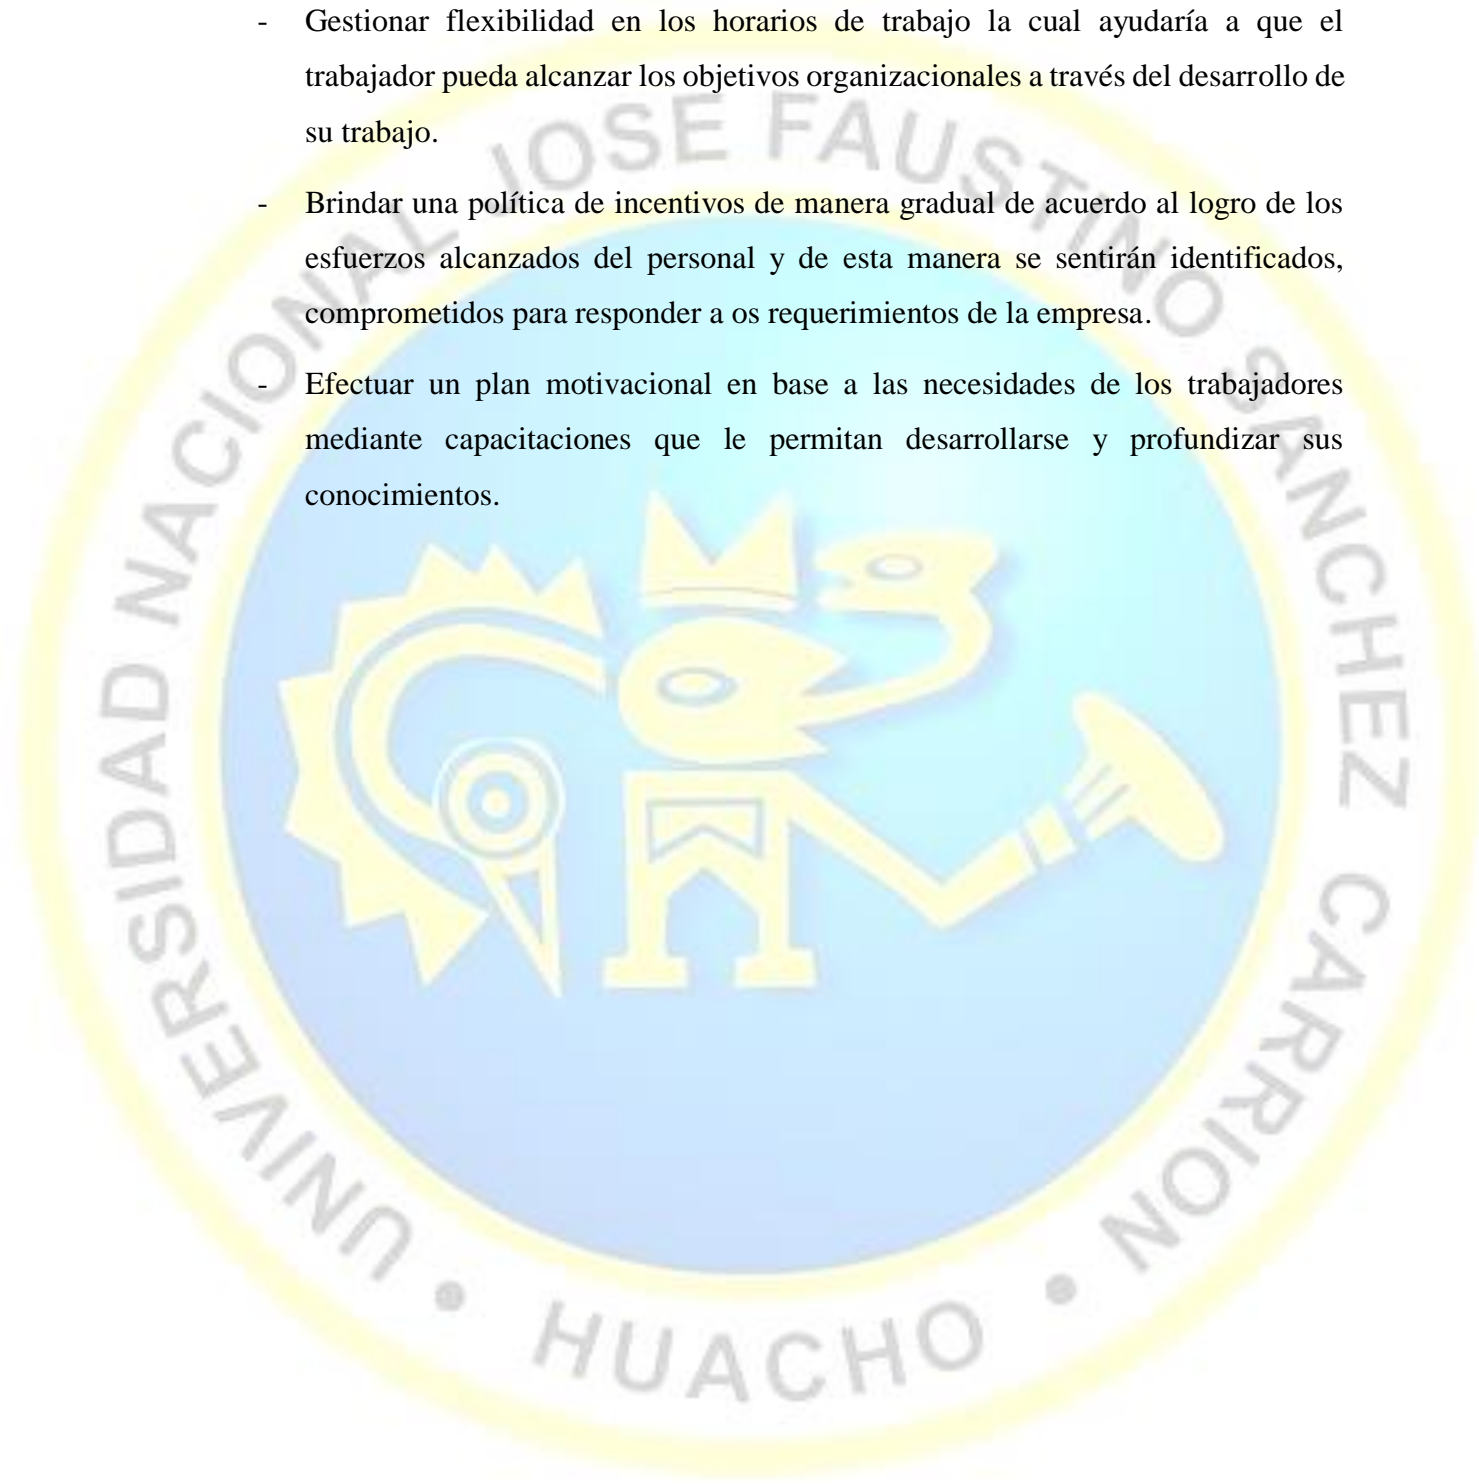 - Gestionar flexibilidad en los horarios de trabajo la cual ayudaría a que el
trabajador pueda alcanzar los objetivos organizacionales a través del desarrollo de
su trabajo.
- Brindar una política de incentivos de manera gradual de acuerdo al logro de los
esfuerzos alcanzados del personal y de esta manera se sentirán identificados,
comprometidos para responder a os requerimientos de la empresa.
- Efectuar un plan motivacional en base a las necesidades de los trabajadores
mediante capacitaciones que le permitan desarrollarse y profundizar sus
conocimientos.
UNIVERSIDAD NACIONAL JOSE FAUSTINO SANCHEZ CARRION
• HUACHO •